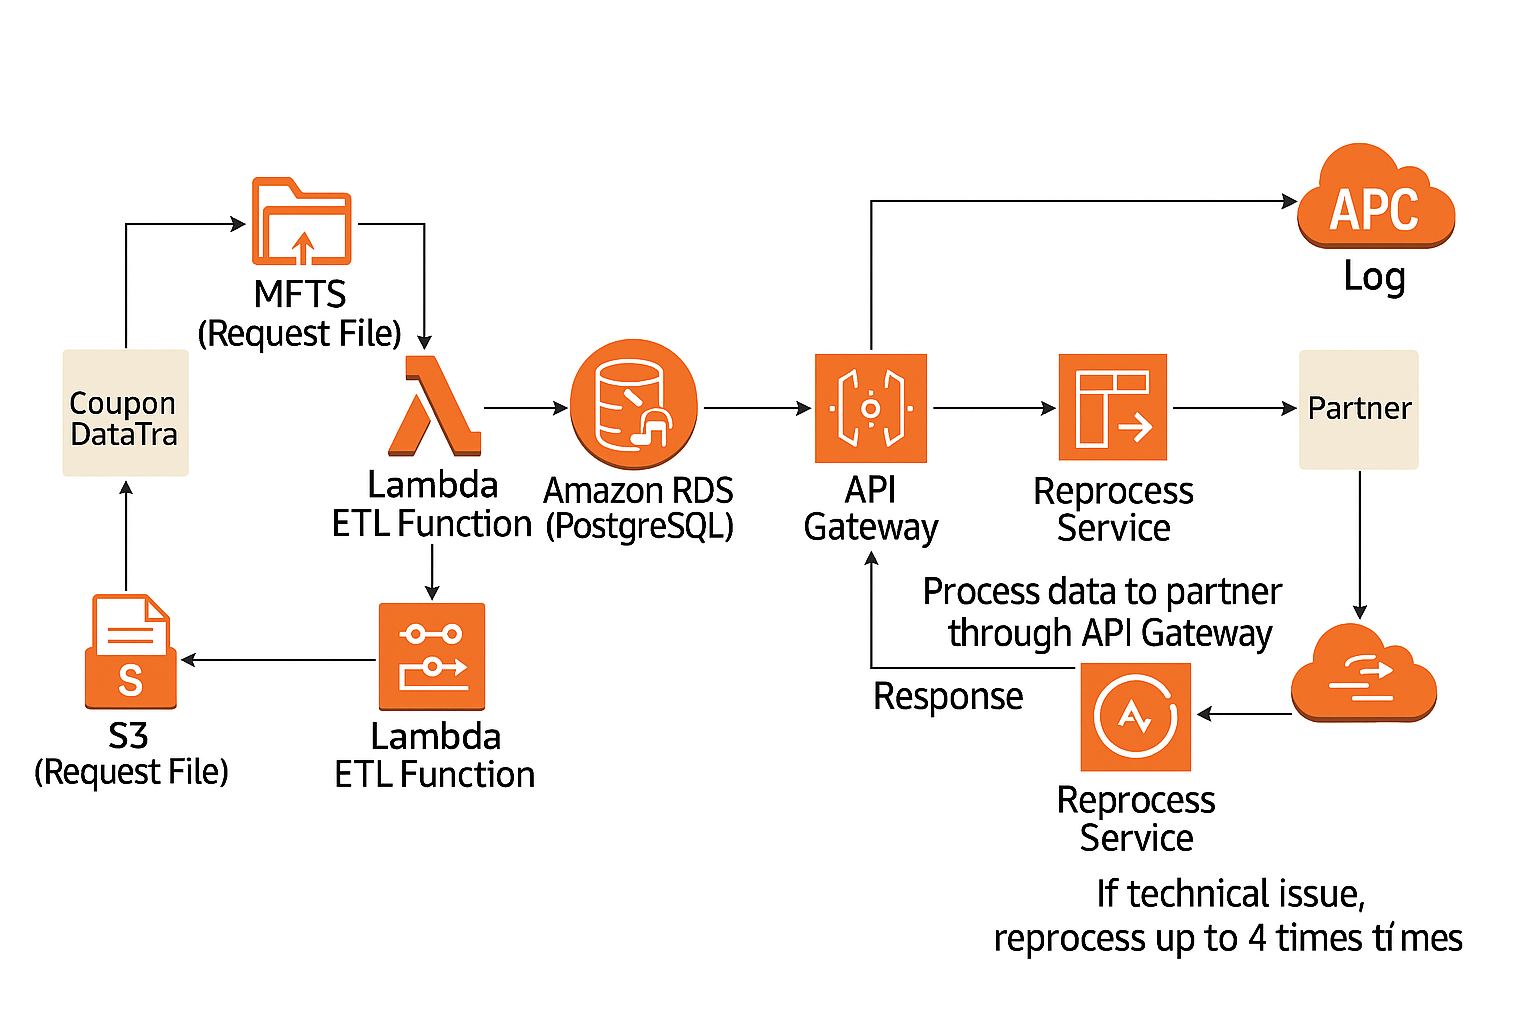 APC
Log
MFTS
(Request File)
Coupon
DataTra
Lambda
ETL Function
Amazon RDS
(PostgreSQL)
API
Gateway
Reprocess
Service
Partner
Process data to partner
through API Gateway
Response
S
S3
(Request File)
Lambda
ETL Function
Reprocess
Service
If technical issue,
reprocess up to 4 times tímes